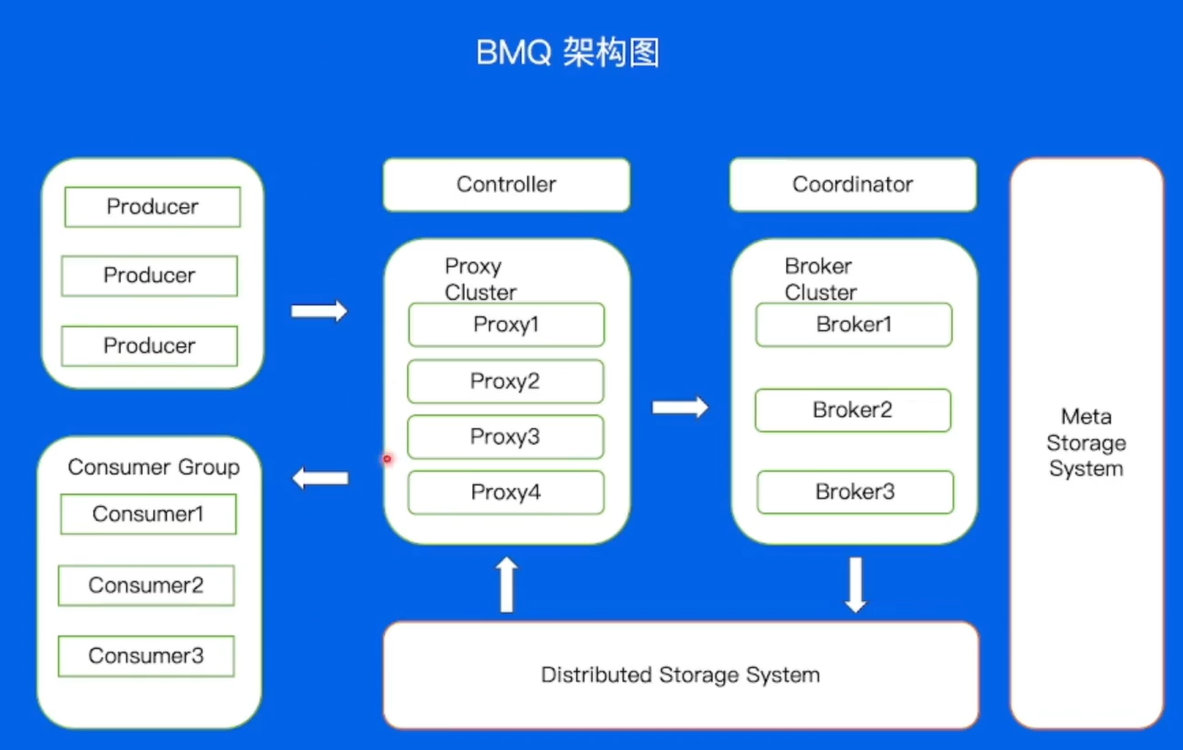 BMQ 架构图
Producer
Producer
Producer
Consumer Group
Consumer1
Consumer2
Consumer3
Controller
Proxy
Cluster
Proxy1
Proxy2
Proxy3
Proxy4
Coordinator
Broker
Cluster
Broker1
Broker2
Broker3
Distributed Storage System
Meta
Storage
System